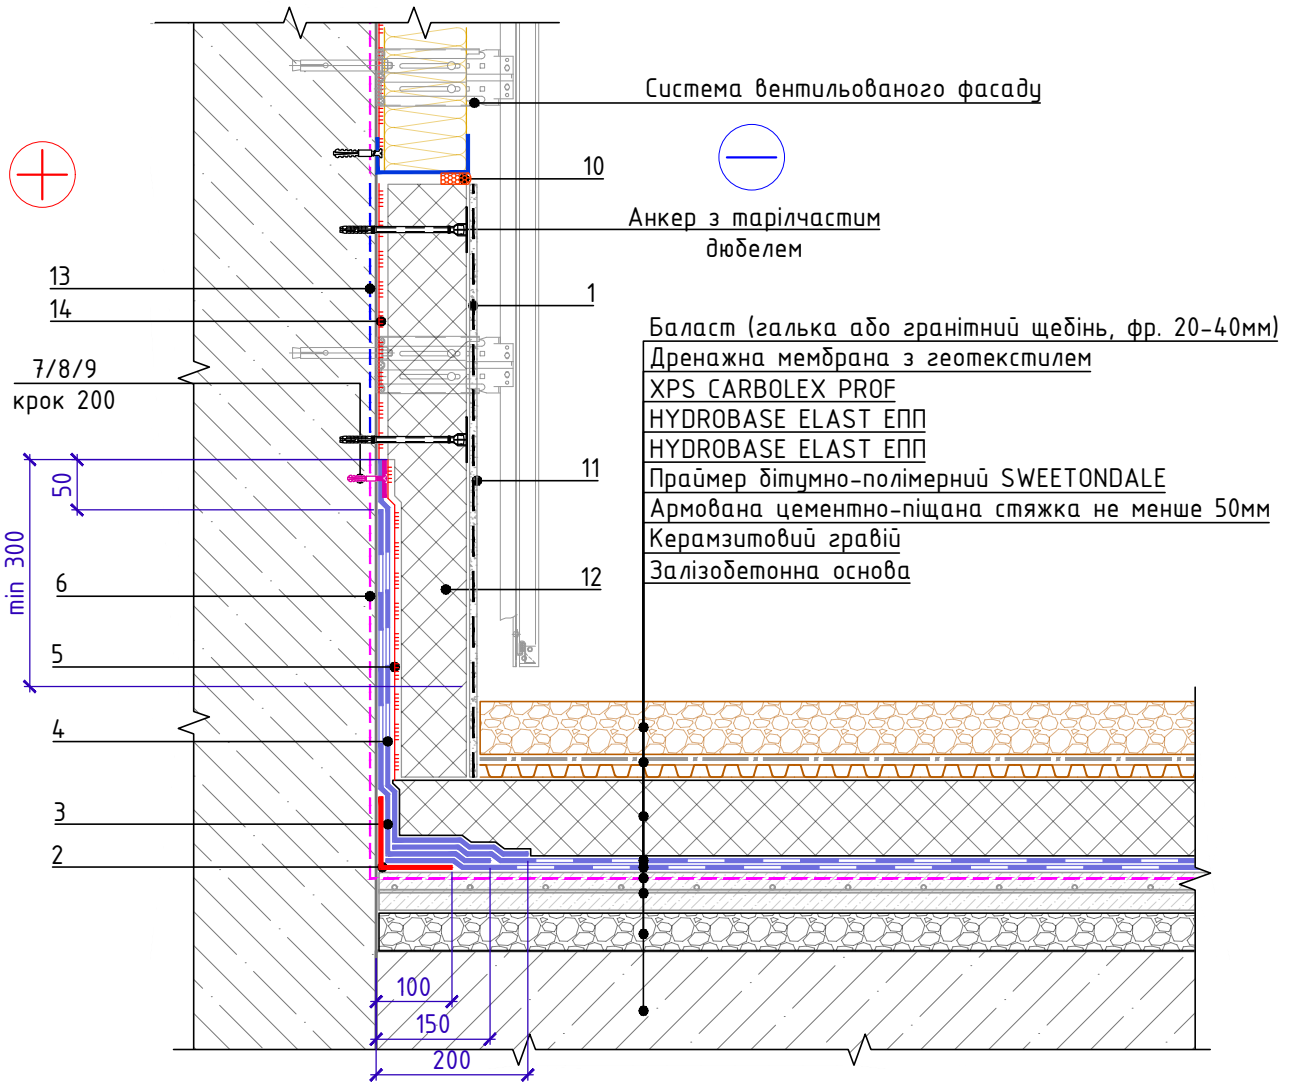 Система вентильованого фасаду
10
Анкер з тарілчастим
дюбелем
13
1
14
Баласт (галька або гранітний щебінь, фр. 20-40мм)
Дренажна мембрана з геотекстилем
7/8/9
крок 200
XPS CARBOLEX PROF
HYDROBASE ELAST ЕПП
HYDROBASE ELAST ЕПП
50
11
Праймер бітумно-полімерний SWEETONDALE
Армована цементно-піщана стяжка не менше 50мм
Керамзитовий гравій
Залізобетонна основа
min 300
6
12
5
4
3
2
100
150
200